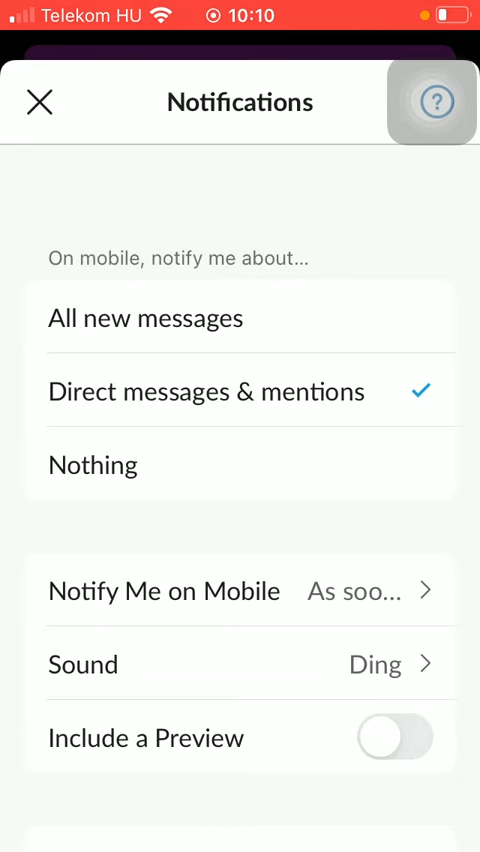 Telekom HU 10:10
Notifications ?
On mobile, notify me about...
All new messages
Direct messages & mentions
Nothing
Notify Me on Mobile As soo...
Sound Ding
Include a Preview